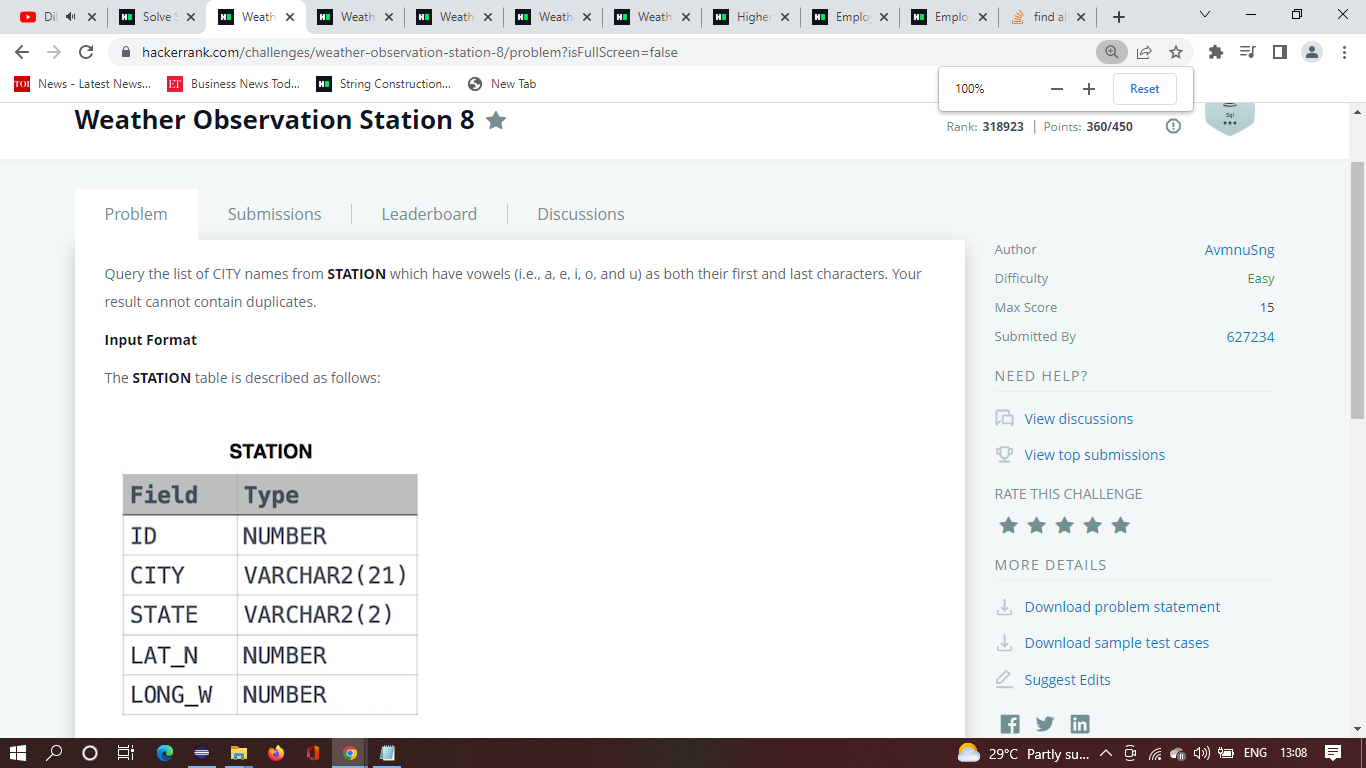 Dil
Solve S
Weath
Weath
Weath
Weath
Weath
Higher
Emplo
Emplo
find al
hackerrank.com/challenges/weather-observation-station-8/problem?isFullScreen=false
TOI News - Latest News...
ET Business News Tod...
String Construction...
New Tab
100%
Reset
Weather Observation Station 8
Rank: 318923 | Points: 360/450
Sql
Problem
Submissions
Leaderboard
Discussions
Query the list of CITY names from STATION which have vowels (i.e., a, e, i, o, and u) as both their first and last characters. Your
result cannot contain duplicates.
Input Format
The STATION table is described as follows:
STATION
Field Type
ID NUMBER
CITY VARCHAR2(21)
STATE VARCHAR2(2)
LAT_N NUMBER
LONG_W NUMBER
Author AvmnuSng
Difficulty Easy
Max Score 15
Submitted By 627234
NEED HELP?
View discussions
View top submissions
RATE THIS CHALLENGE
MORE DETAILS
Download problem statement
Download sample test cases
Suggest Edits
29°C Partly su...
ENG
13:08